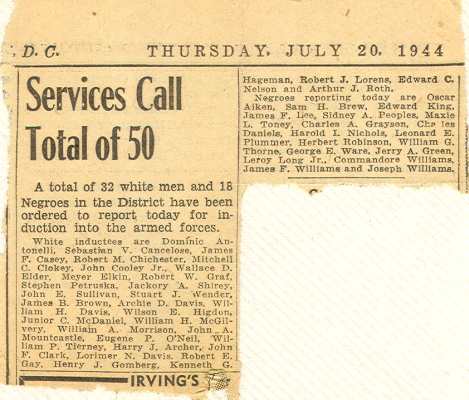 D. C.
THURSDAY, JULY 20, 1944
Services Call
Total of 50
A total of 32 white men and 18
Negroes in the District have been
ordered to report today for in-
duction into the armed forces.
White inductees are Dominic An-
tonelli, Sebastian V. Cancelose, James
F. Casey, Robert M. Chichester, Mitchell
C. Clokey, John Cooley Jr., Wallace D.
Elder, Meyer Elkin, Robert W. Graf,
Stephen Petruska, Jackory A. Shirey,
John E. Sullivan, Stuart J. Wender,
James B. Brown, Archie D. Davis, Wil-
liam H. Davis, Wilson E. Higdon,
Junior C. McDaniel, William H. McGil-
very, William A. Morrison, John A.
Mountcastle, Eugene P. O'Neil, Wil-
liam P. Tierney, Harry J. Archer, John
F. Clark, Lorimer N. Davis, Robert E.
Gay, Henry J. Gomberg, Kenneth G.
IRVING'S
Hageman, Robert J. Lorens, Edward C.
Nelson and Arthur J. Roth.
Negroes reporting today are Oscar
Aiken, Sam H. Brew, Edward King,
James F. Lee, Sidney A. Peoples, Maxie
L. Toney, Charles A. Grayson, Charles
Daniels, Harold I. Nichols, Leonard E.
Plummer, Herbert Robinson, William G.
Thorne, George E. Ware, Jerry A. Green,
Leroy Long Jr., Commandore Williams,
James F. Williams and Joseph Williams.